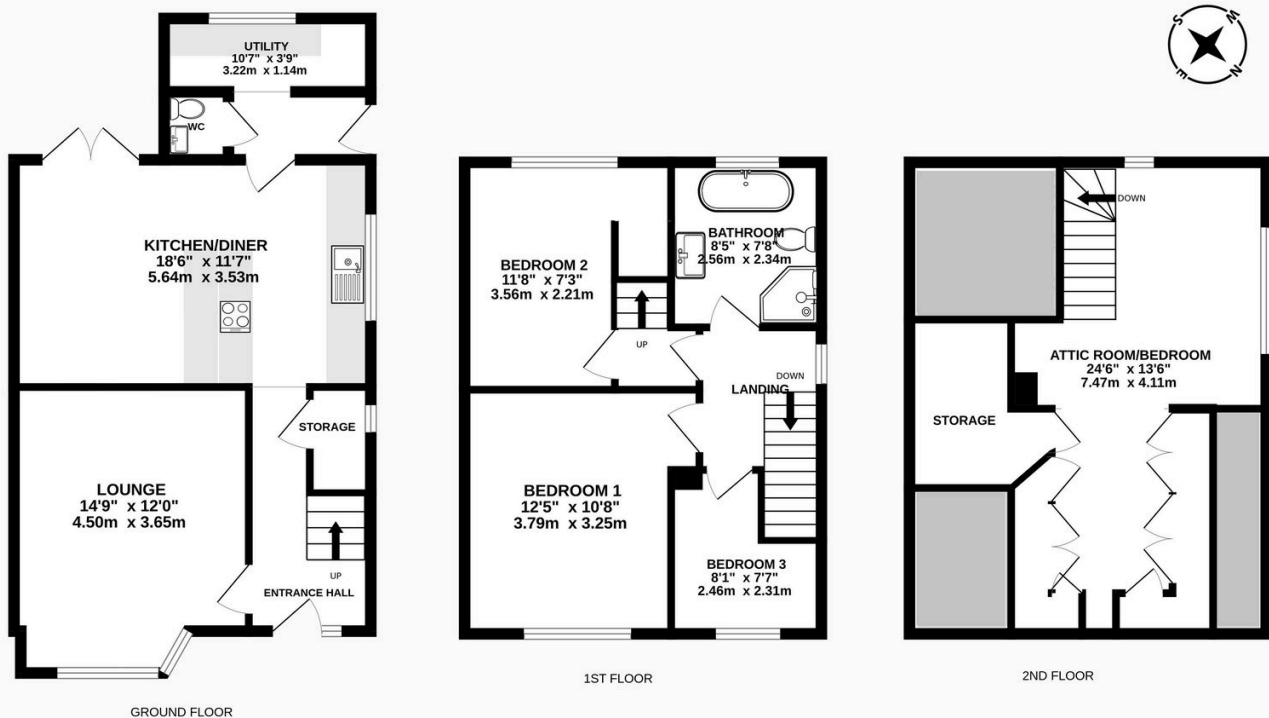 UTILITY
10'7" x 3'9"
3.22m x 1.14m
WC
KITCHEN/DINER
18'6" x 11'7"
5.64m x 3.53m
STORAGE
LOUNGE
14'9" x 12'0"
4.50m x 3.65m
UP
ENTRANCE HALL
GROUND FLOOR
BATHROOM
8'5" x 7'8"
2.56m x 2.34m
BEDROOM 2
11'8" x 7'3"
3.56m x 2.21m
UP
DOWN
LANDING
BEDROOM 1
12'5" x 10'8"
3.79m x 3.25m
BEDROOM 3
8'1" x 7'7"
2.46m x 2.31m
1ST FLOOR
S
W
E
N
DOWN
ATTIC ROOM/BEDROOM
24'6" x 13'6"
7.47m x 4.11m
STORAGE
2ND FLOOR